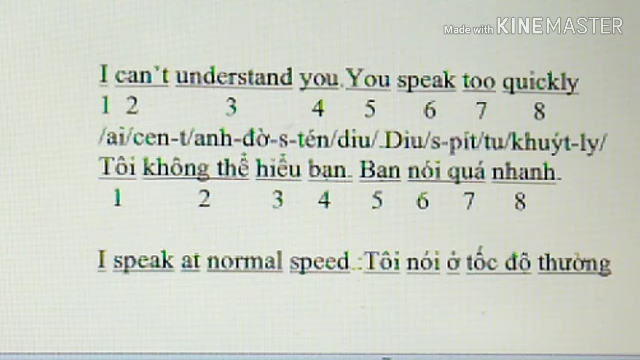 Made with KINEMASTER
I can't understand you. You speak too quickly
1 2 3 4 5 6 7 8
/ai/cen-t/anh-đờ-s-tén/diu/.Diu/s-pít/tu/khuýt-ly/
Tôi không thể hiểu bạn. Bạn nói quá nhanh.
1 2 3 4 5 6 7 8
I speak at normal speed.:Tôi nói ở tốc độ thường